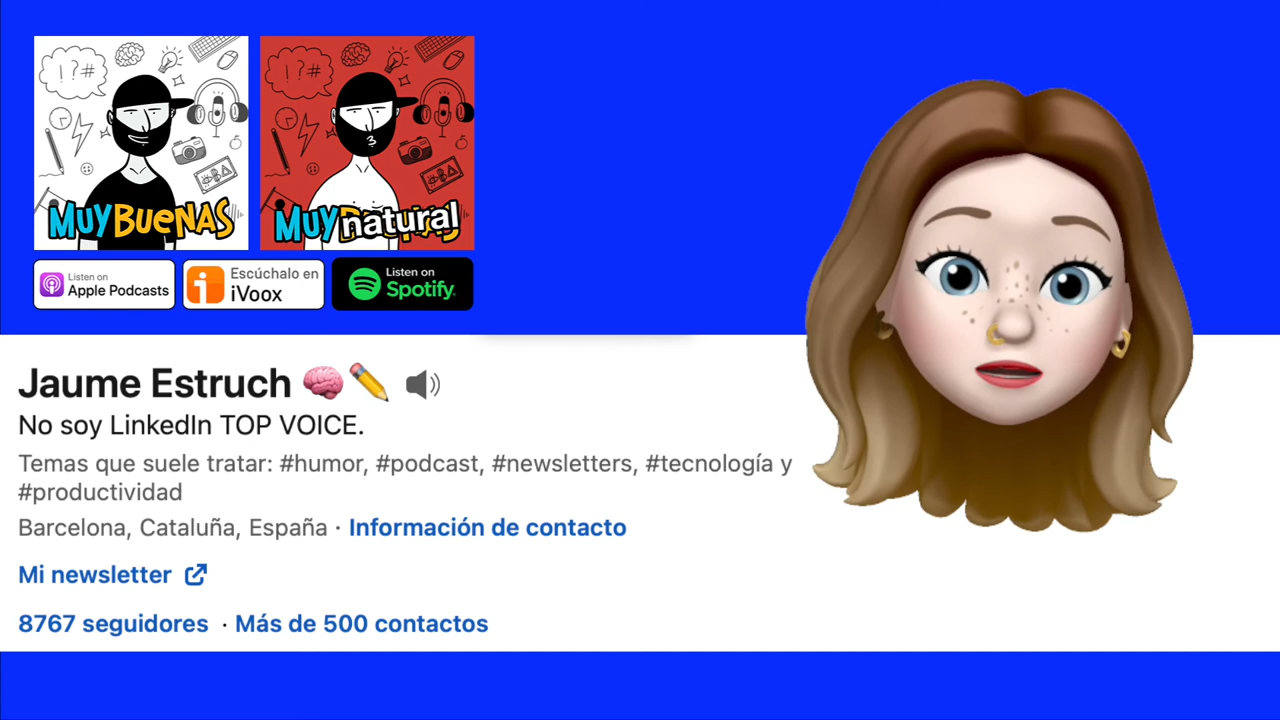 !?#
MUYBUENAS
!?#
MUYnatural
Listen on
Apple Podcasts
Escúchalo en
iVoox
Listen on
Spotify
Jaume Estruch 🧠✏️
No soy LinkedIn TOP VOICE.
Temas que suele tratar: #humor, #podcast, #newsletters, #tecnología y
#productividad
Barcelona, Cataluña, España · Información de contacto
Mi newsletter
8767 seguidores · Más de 500 contactos